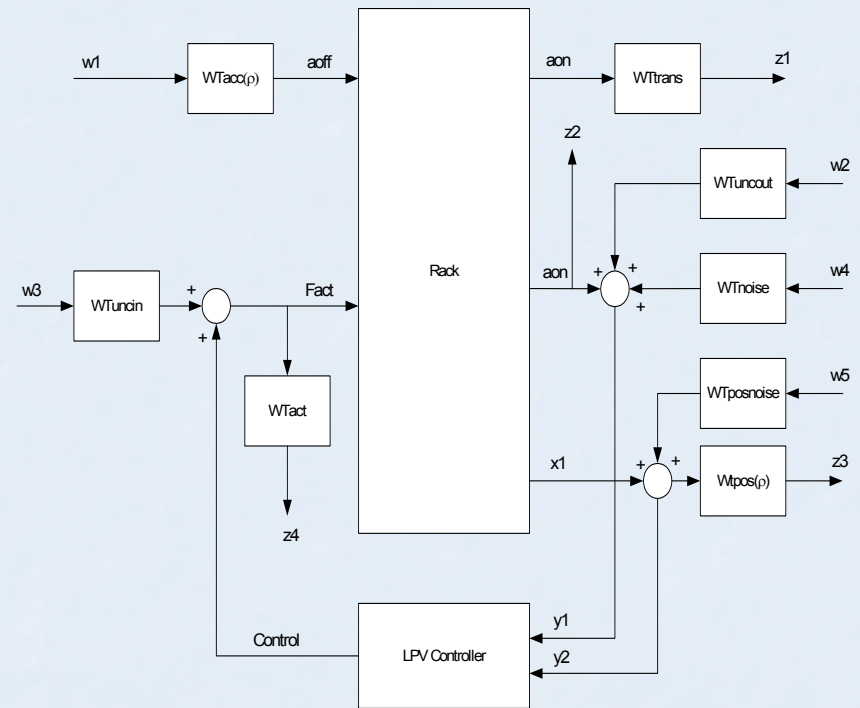 w1
WTacc(ρ)
aoff
aon
WTtrans
z1
z2
WTuncout
w2
w3
WTuncin
+
+
Fact
Rack
aon
+
+
+
WTnoise
w4
WTact
z4
WTposnoise
w5
x1
+
+
Wtpos(ρ)
z3
Control
LPV Controller
y1
y2